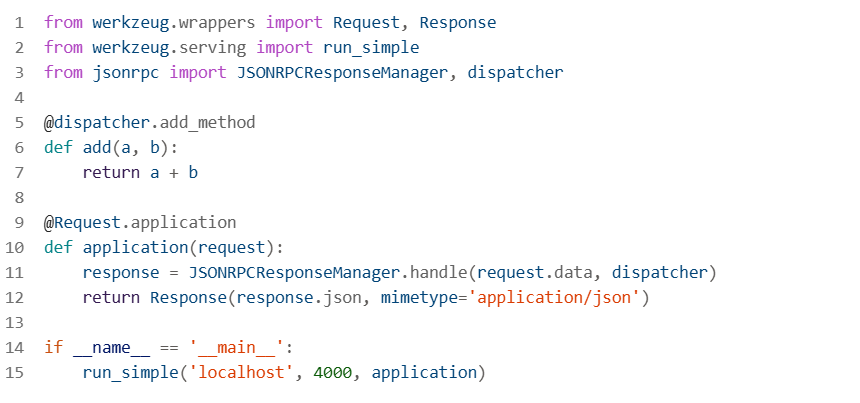 1 from werkzeug.wrappers import Request, Response
2 from werkzeug.serving import run_simple
3 from jsonrpc import JSONRPCResponseManager, dispatcher
4
5 @dispatcher.add_method
6 def add(a, b):
7     return a + b
8
9 @Request.application
10 def application(request):
11     response = JSONRPCResponseManager.handle(request.data, dispatcher)
12     return Response(response.json, mimetype='application/json')
13
14 if __name__ == '__main__':
15     run_simple('localhost', 4000, application)